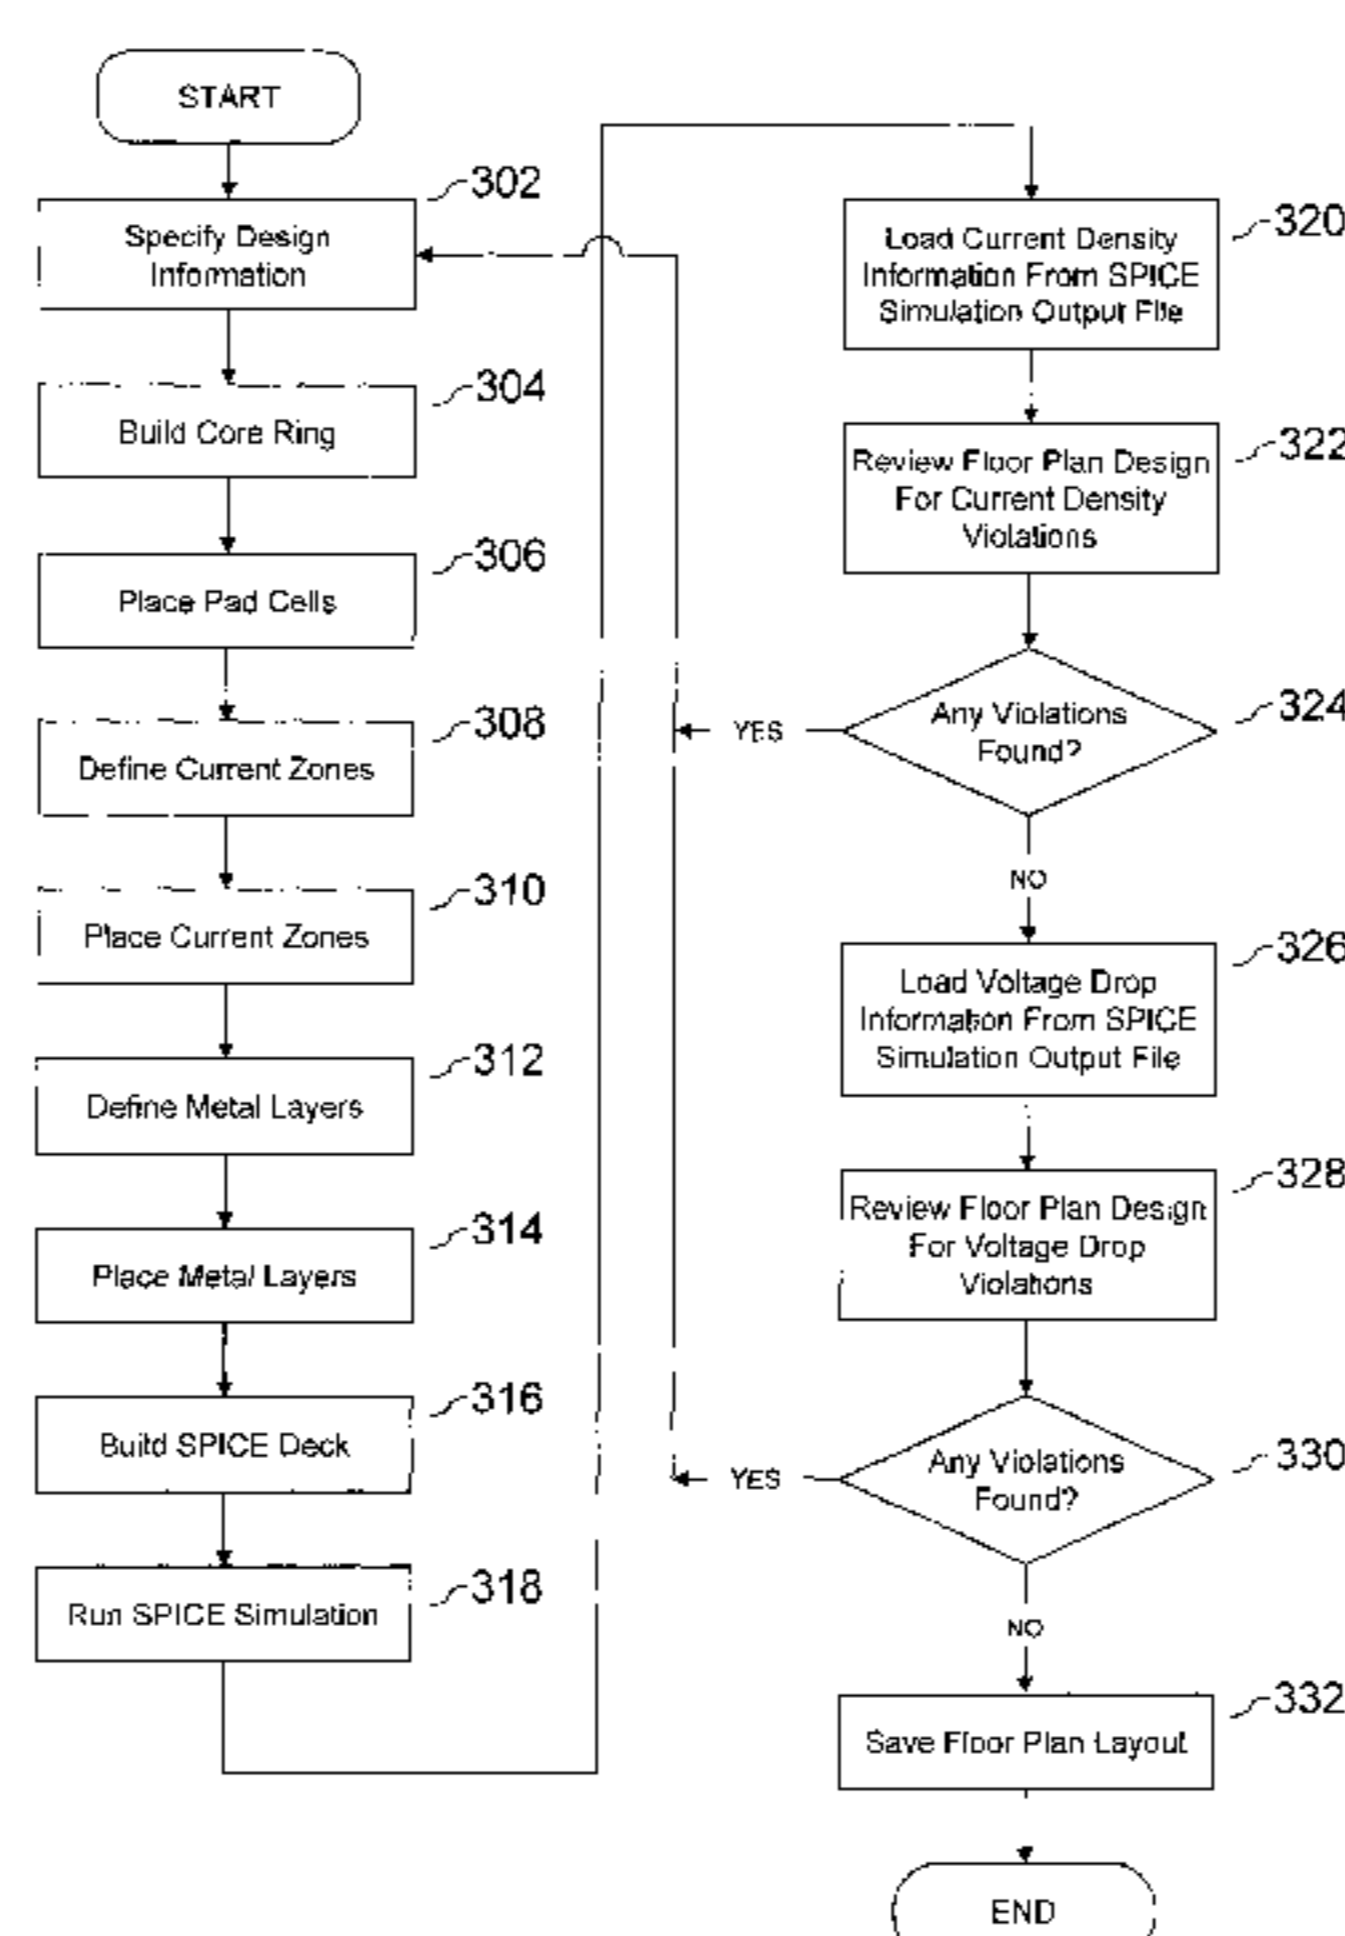 START
302
Specify Design
Information
304
Build Core Ring
306
Place Pad Cells
308
Define Current Zones
310
Place Current Zones
312
Define Metal Layers
314
Place Metal Layers
316
Build SPICE Deck
318
Run SPICE Simulation
320
Load Current Density
Information From SPICE
Simulation Output File
322
Review Floor Plan Design
For Current Density
Violations
324
Any Violations
Found?
YES
NO
326
Load Voltage Drop
Information From SPICE
Simulation Output File
328
Review Floor Plan Design
For Voltage Drop
Violations
330
Any Violations
Found?
YES
NO
332
Save Floor Plan Layout
END